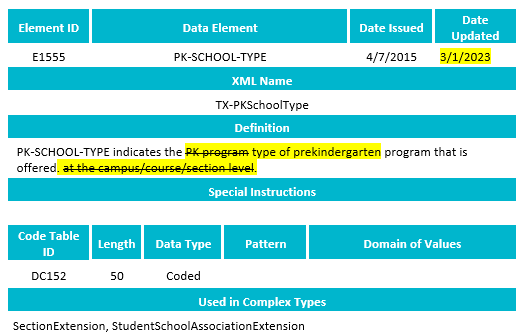 Element ID Data Element Date Issued Date Updated
E1555 PK-SCHOOL-TYPE 4/7/2015 3/1/2023
XML Name
TX-PKSchoolType
Definition
PK-SCHOOL-TYPE indicates the PK program type of prekindergarten program that is
offered. at the campus/course/section level.
Special Instructions
Code Table ID Length Data Type Pattern Domain of Values
DC152 50 Coded
Used in Complex Types
SectionExtension, StudentSchoolAssociationExtension